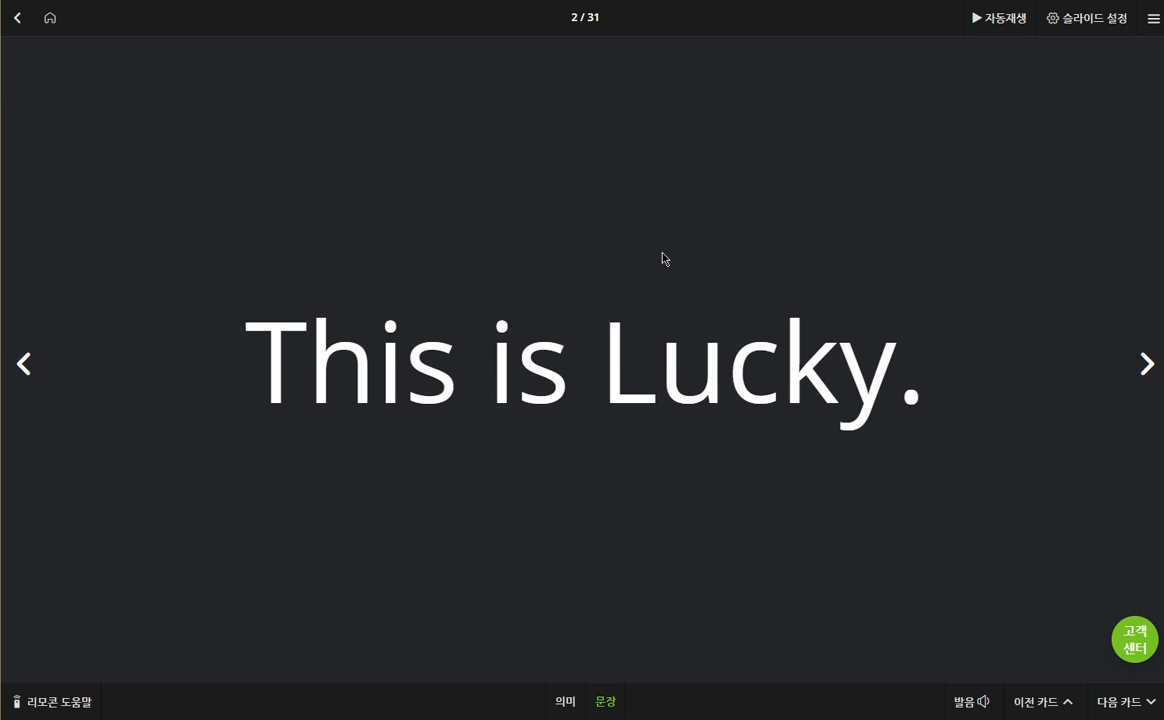 2 / 31
자동재생
슬라이드 설정
This is Lucky.
고객
센터
리모콘 도움말
의미
문장
발음
이전 카드
다음 카드